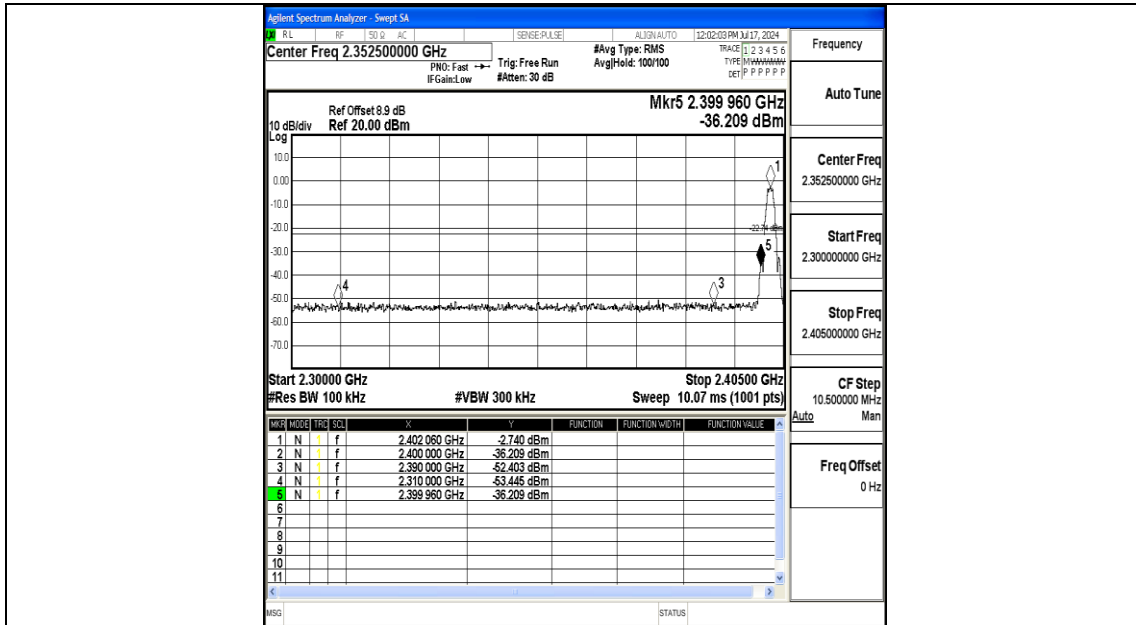 Agilent Spectrum Analyzer - Swept SA
LXI RL RF 50 Ω AC SENSE:PULSE ALIGN AUTO 12:02:03 PM Jul 17, 2024
Center Freq 2.352500000 GHz #Avg Type: RMS TRACE 1 2 3 4 5 6
PNO: Fast Trig: Free Run Avg|Hold: 100/100 TYPE MWWWWW
IFGain:Low #Atten: 30 dB DET P P P P P P
Mkr5 2.399 960 GHz
-36.209 dBm
Ref Offset 8.9 dB
10 dB/div Ref 20.00 dBm
Log
10.0
1
0.00
-10.0
-20.0
-22.74 dBm
5
-30.0
-40.0
4
3
-50.0
-60.0
-70.0
Start 2.30000 GHz Stop 2.40500 GHz
#Res BW 100 kHz #VBW 300 kHz Sweep 10.07 ms (1001 pts)
MKR MODE TRC SCL X Y FUNCTION FUNCTION WIDTH FUNCTION VALUE
1 N 1 f 2.402 060 GHz -2.740 dBm
2 N 1 f 2.400 000 GHz -36.209 dBm
3 N 1 f 2.390 000 GHz -52.403 dBm
4 N 1 f 2.310 000 GHz -53.445 dBm
5 N 1 f 2.399 960 GHz -36.209 dBm
6
7
8
9
10
11
MSG STATUS
Frequency
Auto Tune
Center Freq
2.352500000 GHz
Start Freq
2.300000000 GHz
Stop Freq
2.405000000 GHz
CF Step
10.500000 MHz
Auto Man
Freq Offset
0 Hz